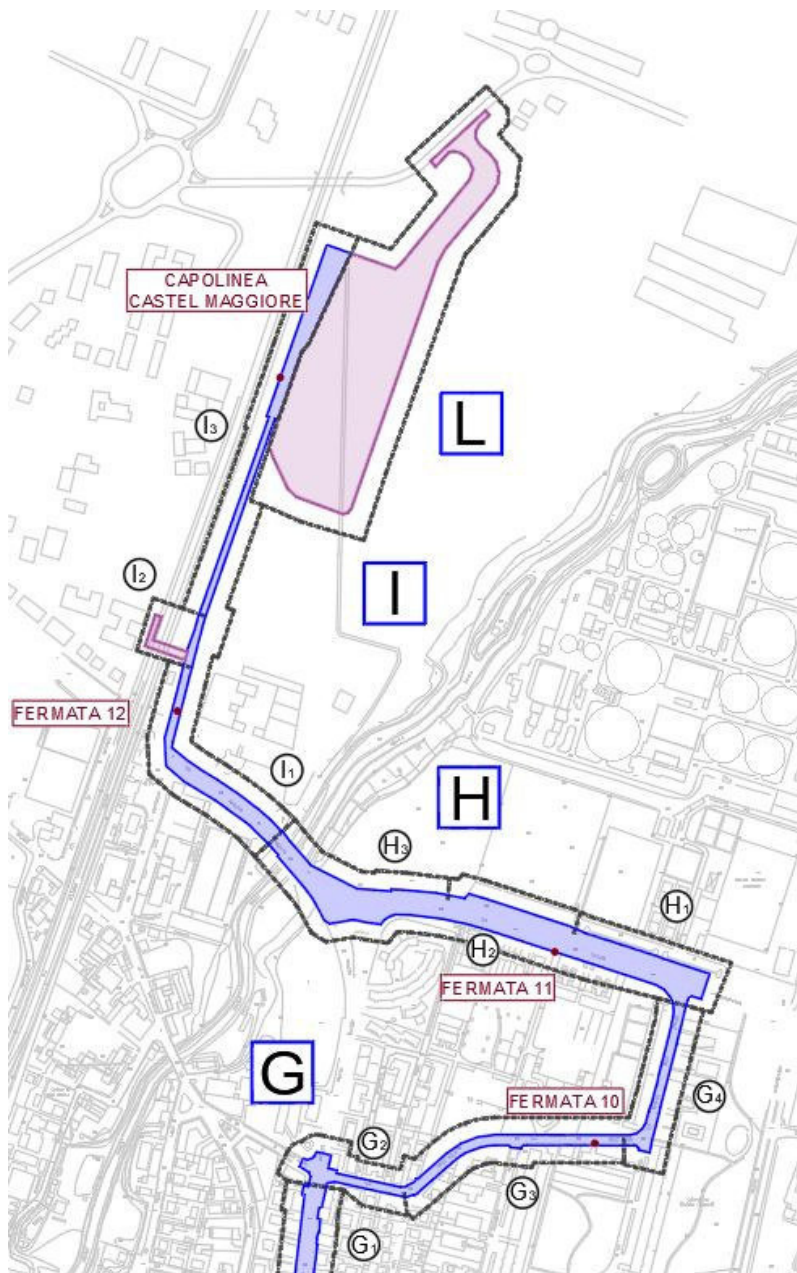 CAPOLINEA
CASTEL MAGGIORE
L
I3
I
I2
FERMATA 12
I1
H
H3
H1
H2
FERMATA 11
G
FERMATA 10
G4
G2
G3
G1